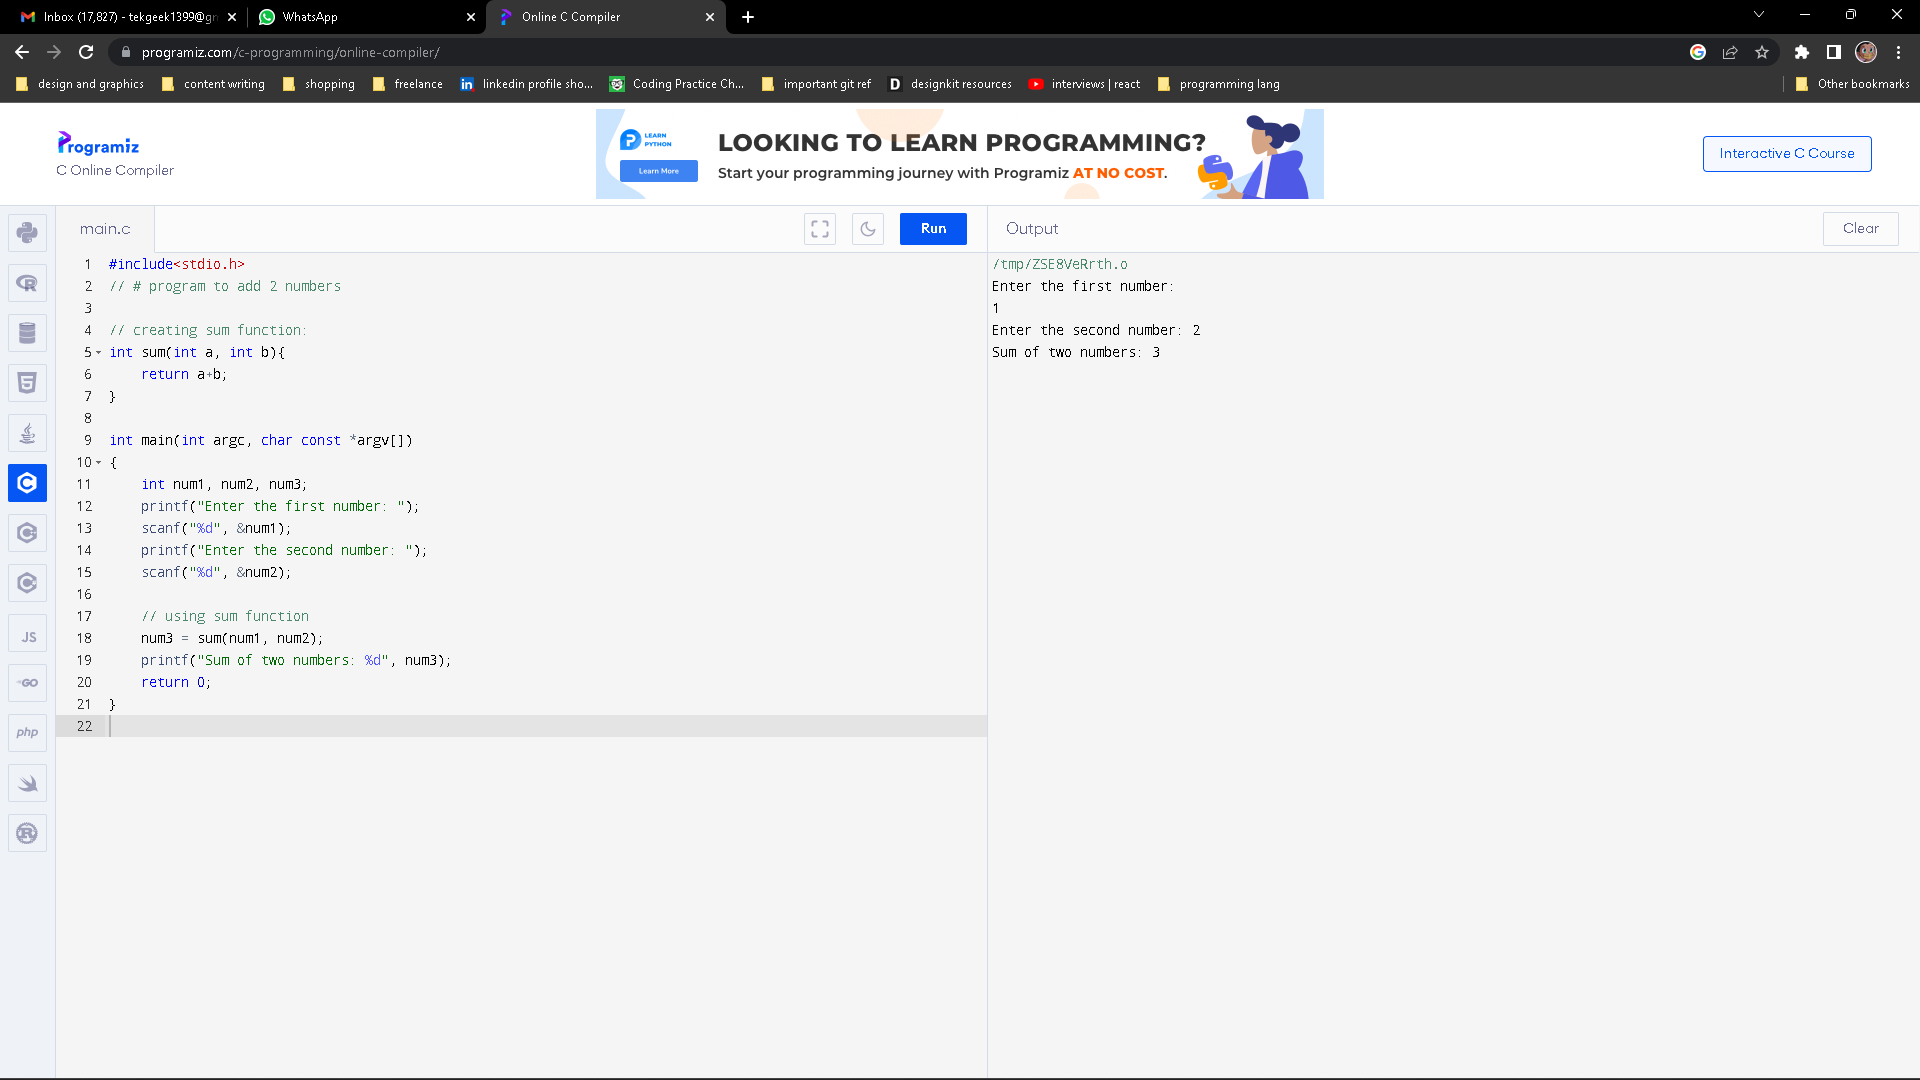 Inbox (17,827) - tekgeek1399@gn
WhatsApp
Online C Compiler
programiz.com/c-programming/online-compiler/
design and graphics
content writing
shopping
freelance
linkedin profile sho...
Coding Practice Ch...
important git ref
designkit resources
interviews | react
programming lang
Other bookmarks
Programiz
C Online Compiler
LEARN
PYTHON
Learn More
LOOKING TO LEARN PROGRAMMING?
Start your programming journey with Programiz AT NO COST.
Interactive C Course
main.c
Run
Output
Clear
1 #include<stdio.h>
2 // # program to add 2 numbers
3
4 // creating sum function:
5 int sum(int a, int b){
6     return a+b;
7 }
8
9 int main(int argc, char const *argv[])
10 {
11     int num1, num2, num3;
12     printf("Enter the first number: ");
13     scanf("%d", &num1);
14     printf("Enter the second number: ");
15     scanf("%d", &num2);
16
17     // using sum function
18     num3 = sum(num1, num2);
19     printf("Sum of two numbers: %d", num3);
20     return 0;
21 }
22
/tmp/ZSE8VeRrth.o
Enter the first number:
1
Enter the second number: 2
Sum of two numbers: 3
JS
GO
php